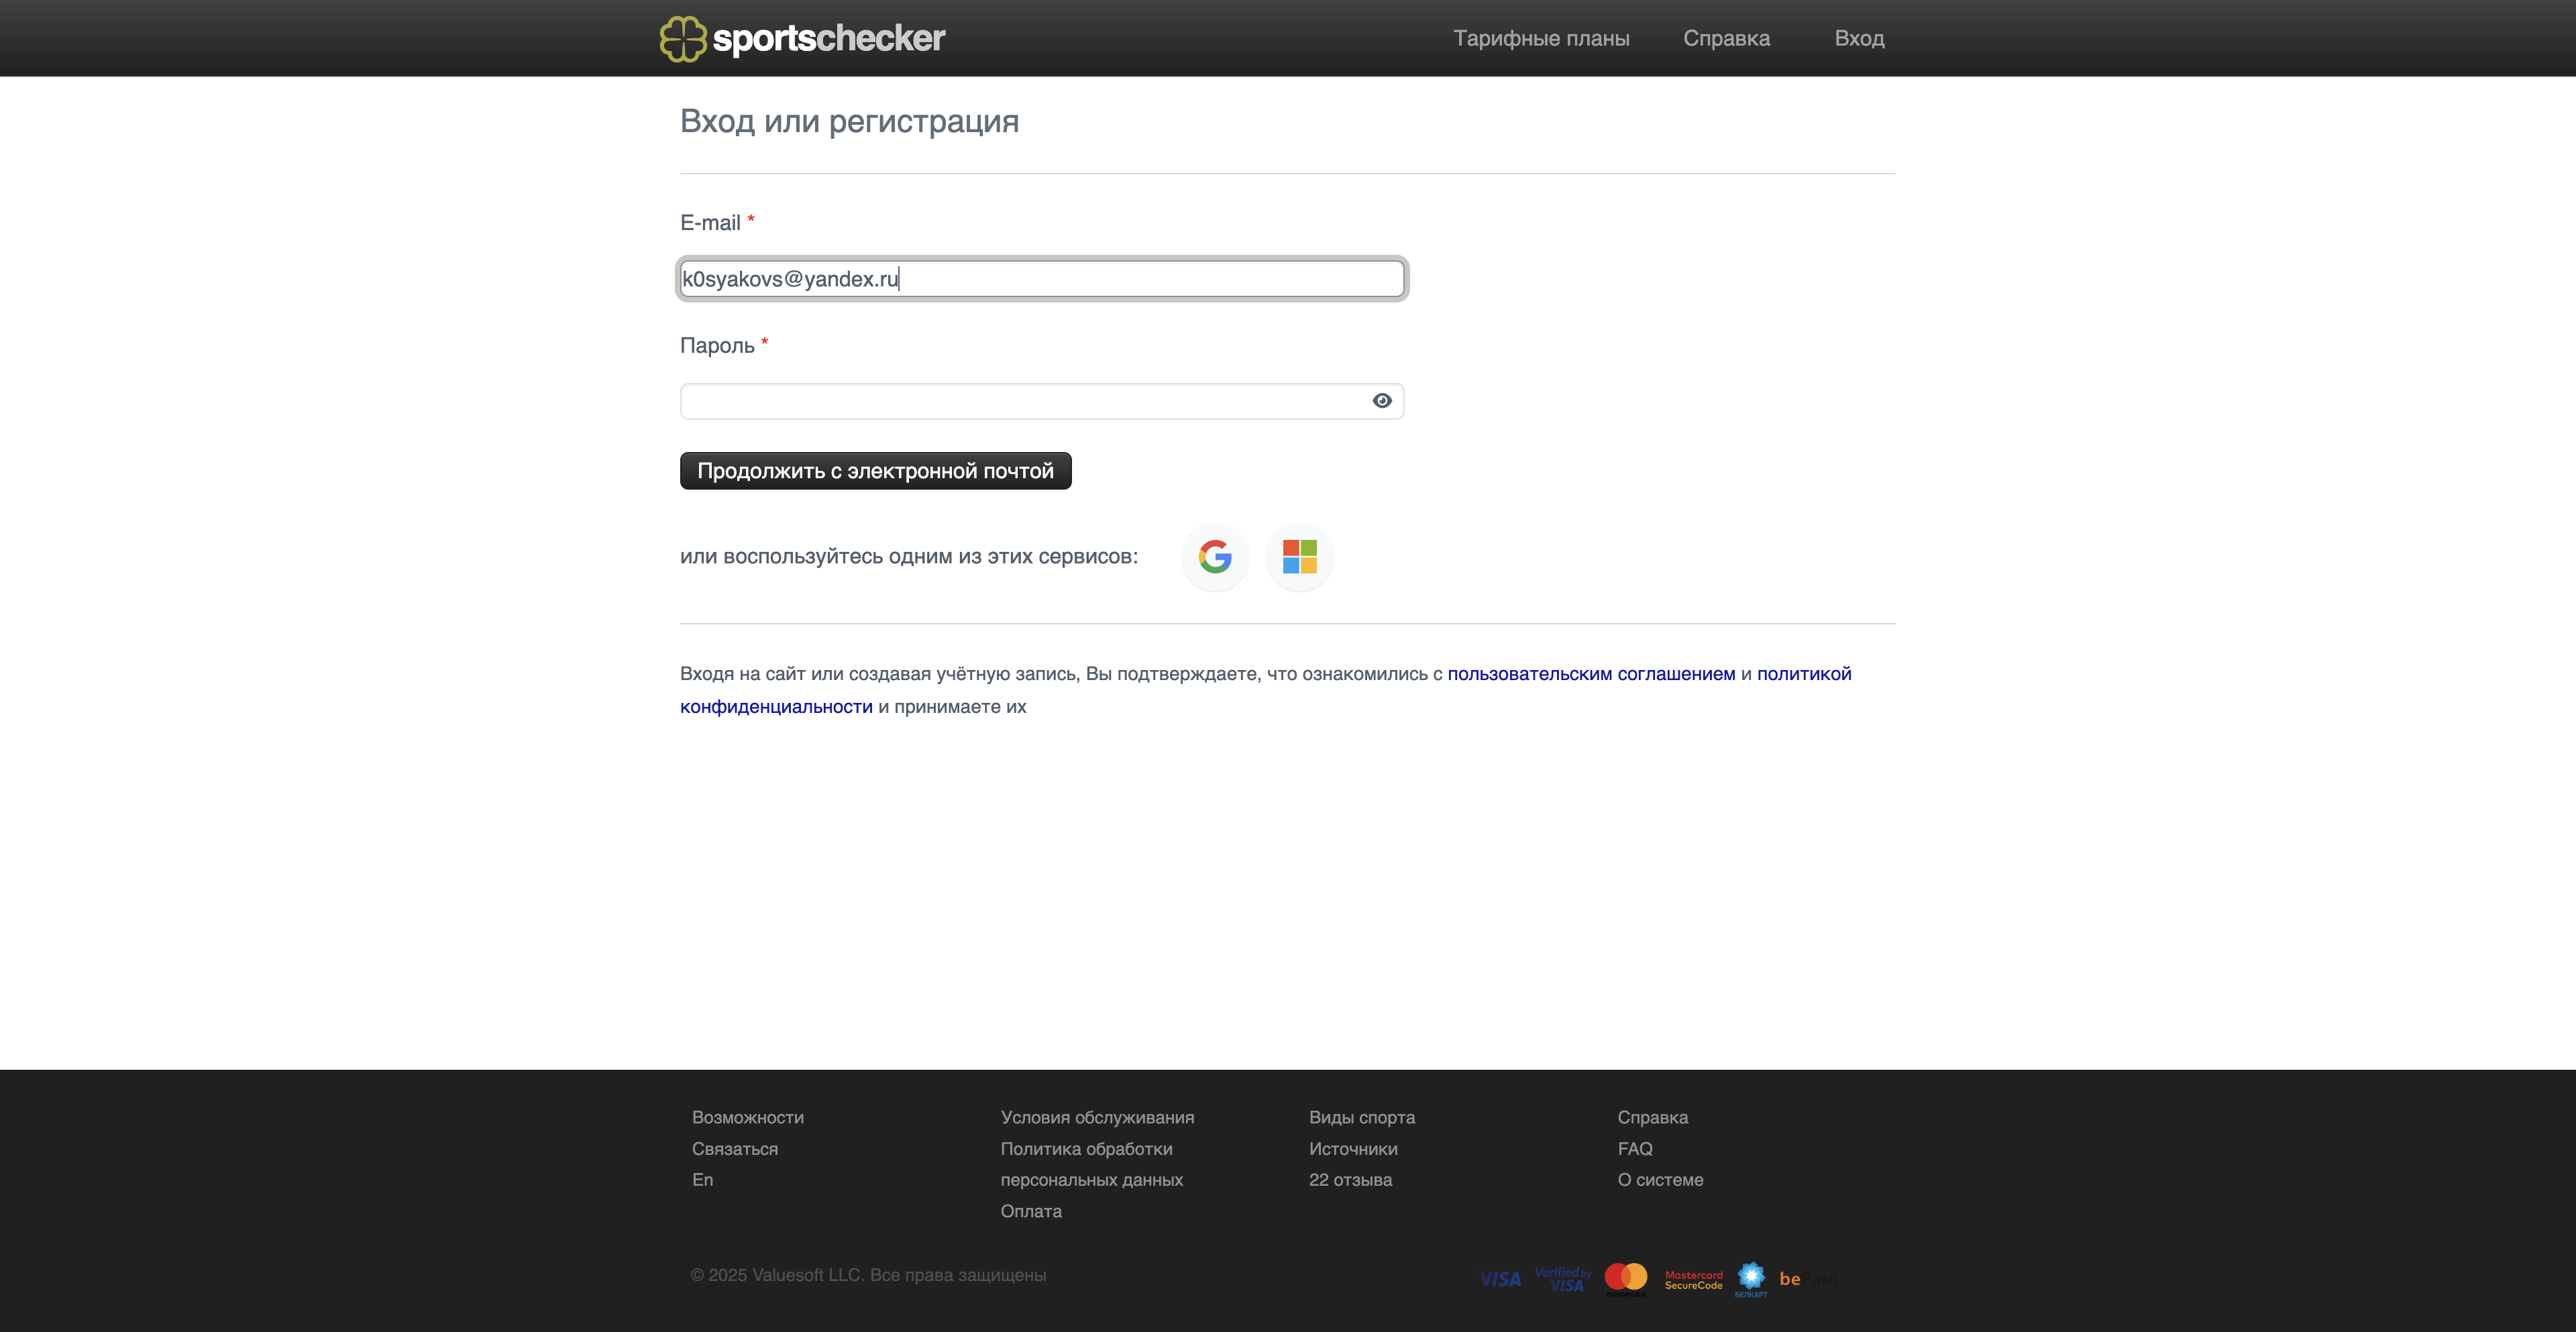 sportschecker
Тарифные планы
Справка
Вход
Вход или регистрация
E-mail *
k0syakovs@yandex.ru
Пароль *
Продолжить с электронной почтой
или воспользуйтесь одним из этих сервисов:
Входя на сайт или создавая учётную запись, Вы подтверждаете, что ознакомились с пользовательским соглашением и политикой
конфиденциальности и принимаете их
Возможности
Связаться
En
Условия обслуживания
Политика обработки
персональных данных
Оплата
Виды спорта
Источники
22 отзыва
Справка
FAQ
О системе
© 2025 Valuesoft LLC. Все права защищены
VISA
Verified by
VISA
mastercard
Mastercard
SecureCode
БЕЛКАРТ
bePaid